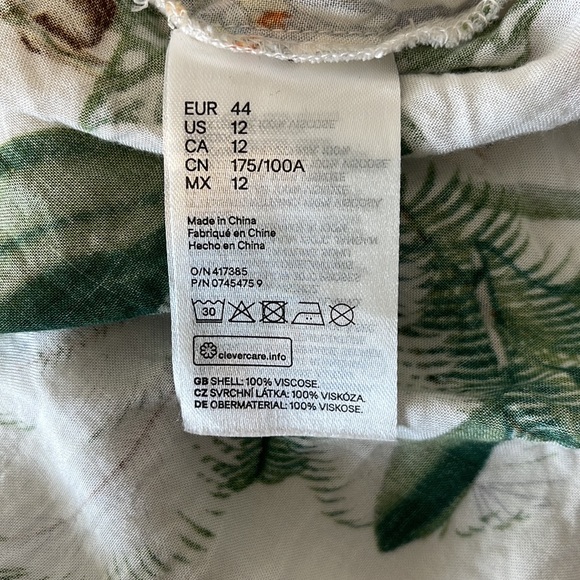 EUR 44
US 12
CA 12
CN 175/100A
MX 12
Made in China
Fabriqué en Chine
Hecho en China
O/N 417385
P/N 0745475 9
30
clevercare.info
GB SHELL: 100% VISCOSE.
CZ SVRCHNÍ LÁTKA: 100% VISKÓZA.
DE OBERMATERIAL: 100% VISKOSE.